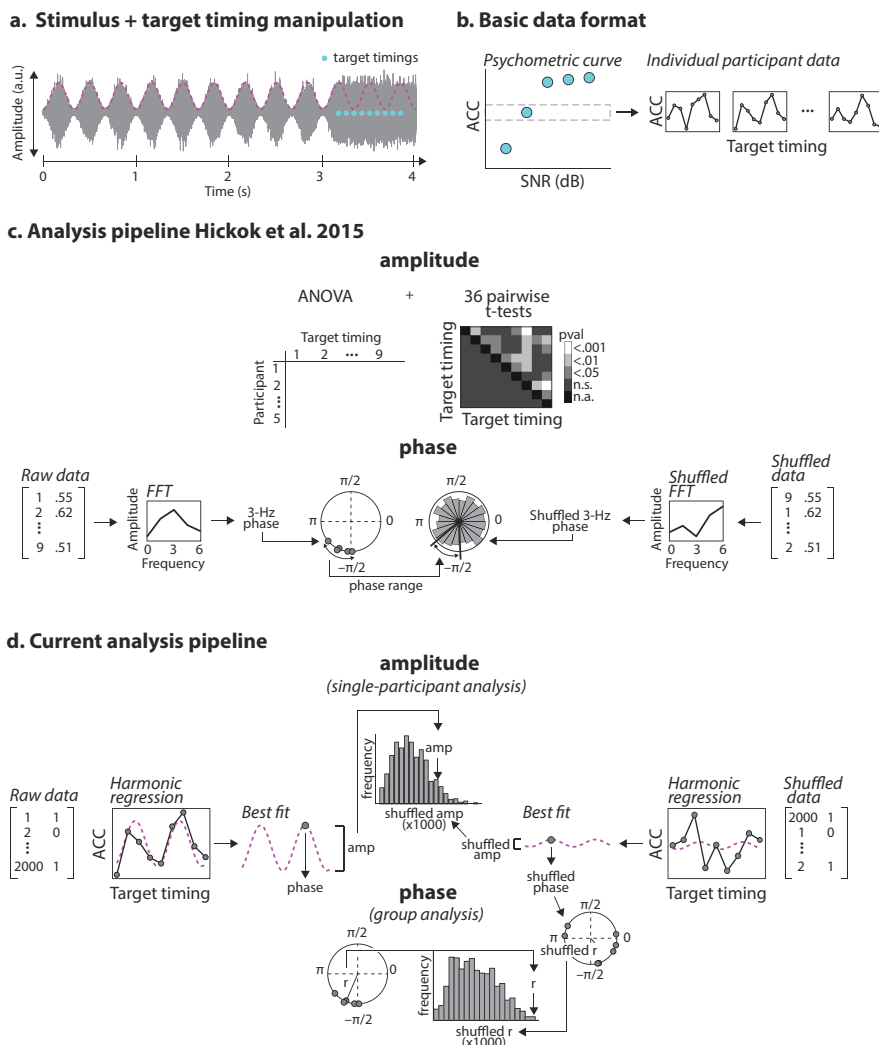 a. Stimulus + target timing manipulation
target timings
Amplitude (a.u.)
0 1 2 3 4
Time (s)
b. Basic data format
Psychometric curve
ACC
SNR (dB)
Individual participant data
ACC
...
Target timing
c. Analysis pipeline Hickok et al. 2015
amplitude
ANOVA + 36 pairwise
t-tests
Target timing
1 2 ... 9
Participant
1
2
...
5
Target timing
Target timing
pval
<.001
<.01
<.05
n.s.
n.a.
phase
Raw data
1 .55
2 .62
...
9 .51
FFT
Amplitude
0 3 6
Frequency
3-Hz
phase
π/2
π
0
−π/2
phase range
π/2
π
0
−π/2
Shuffled 3-Hz
phase
Shuffled
FFT
Amplitude
0 3 6
Frequency
Shuffled
data
9 .55
1 .62
...
2 .51
d. Current analysis pipeline
amplitude
(single-participant analysis)
Raw data
1 1
2 0
...
2000 1
Harmonic
regression
ACC
Target timing
Best fit
amp
phase
frequency
amp
shuffled amp
(x1000)
Best fit
shuffled
amp
shuffled
phase
Harmonic
regression
ACC
Target timing
Shuffled
data
2000 1
1 0
...
2 1
phase
(group analysis)
π/2
π
0
r
−π/2
frequency
r
shuffled r
(x1000)
π/2
π
0
shuffled r
−π/2